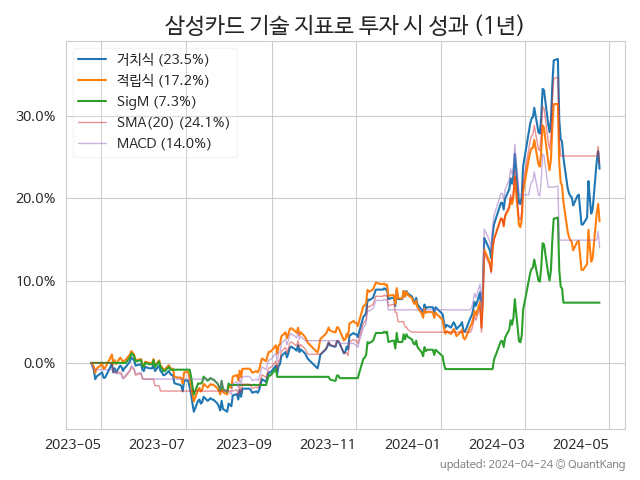 삼성카드 기술 지표로 투자 시 성과 (1년)
거치식 (23.5%)
적립식 (17.2%)
SigM (7.3%)
SMA(20) (24.1%)
MACD (14.0%)
30.0%
20.0%
10.0%
0.0%
2023-05 2023-07 2023-09 2023-11 2024-01 2024-03 2024-05
updated: 2024-04-24 © QuantKang